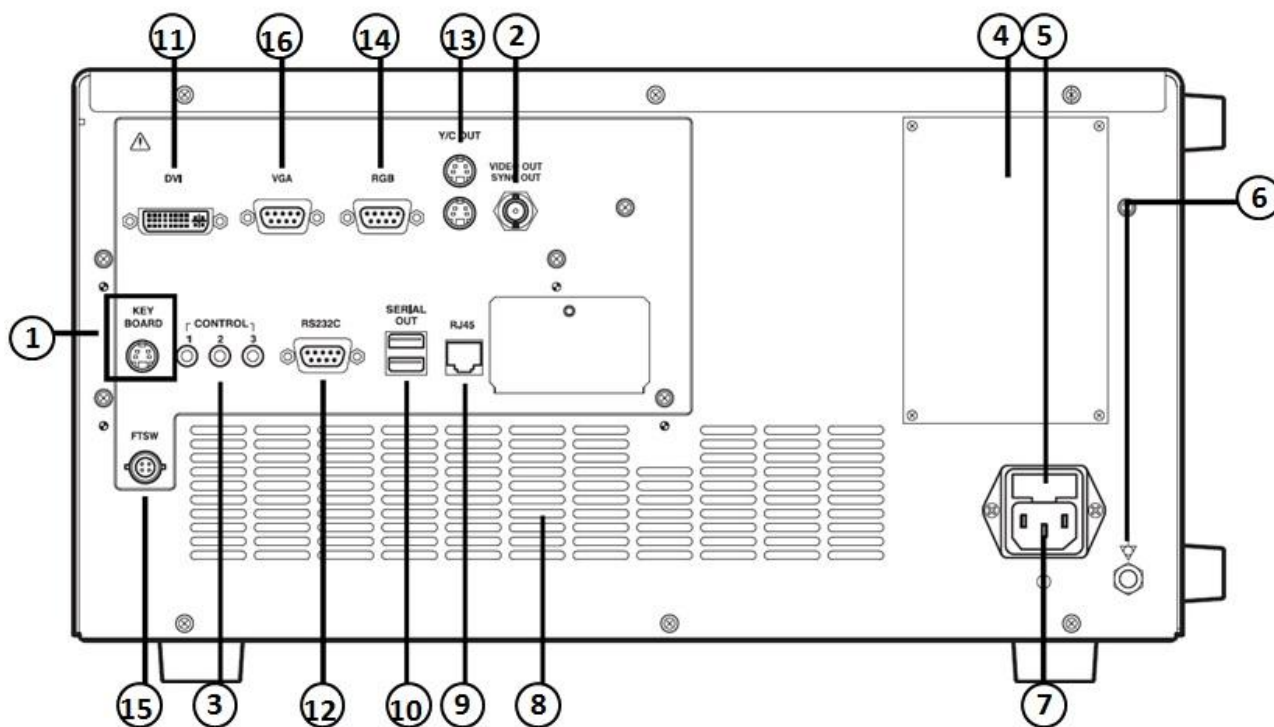 11 16 14 13 2 4 5
Y/C OUT
DVI VGA RGB VIDEO OUT
SYNC OUT
6
KEY
BOARD
CONTROL
1 2 3
RS232C
SERIAL
OUT
RJ45
1
FTSW
15 3 12 10 9 8 7